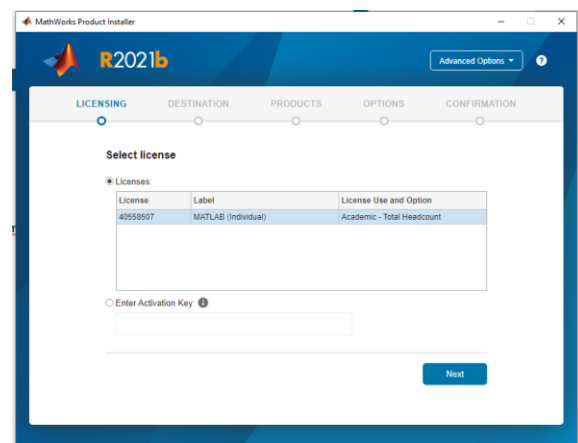 MathWorks Product Installer
R2021b
Advanced Options
?
LICENSING DESTINATION PRODUCTS OPTIONS CONFIRMATION
Select license
Licenses:
License Label License Use and Option
40558507 MATLAB (Individual) Academic - Total Headcount
Enter Activation Key:
Next